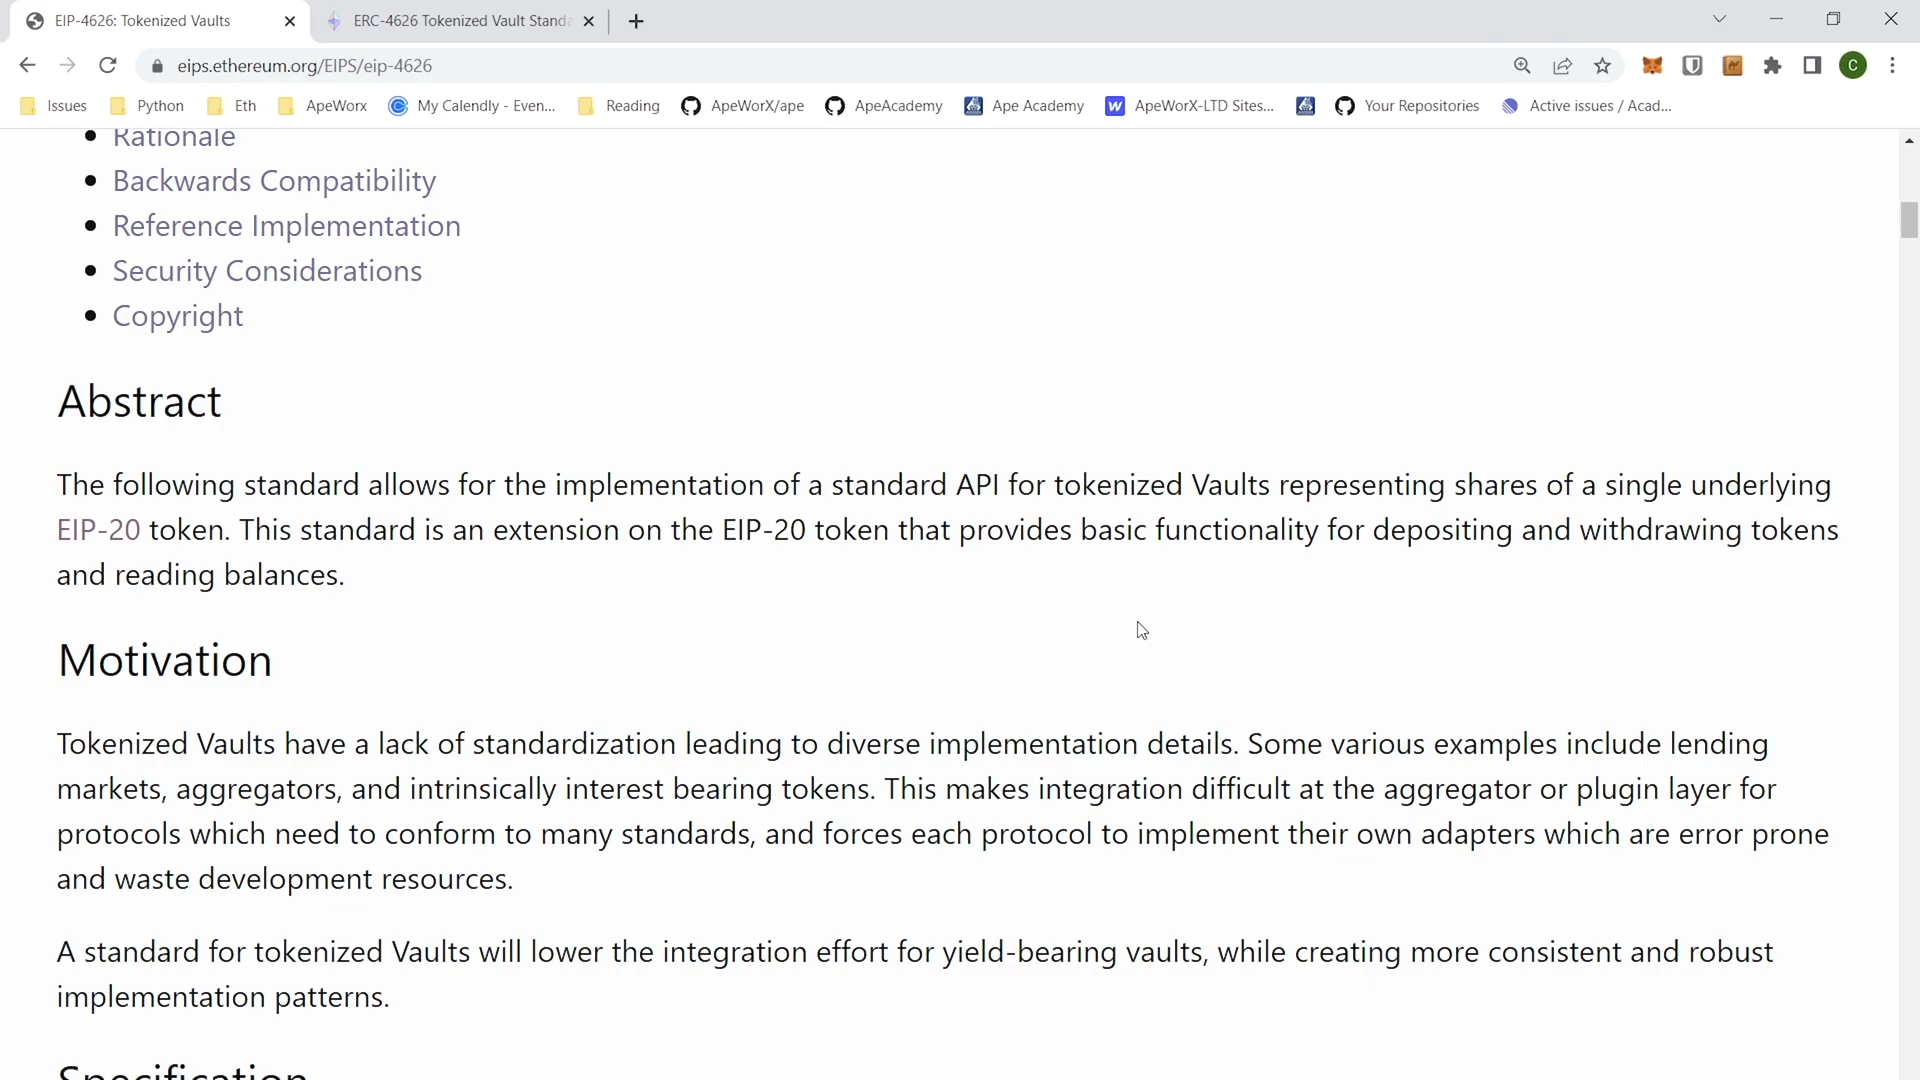 EIP-4626: Tokenized Vaults
ERC-4626 Tokenized Vault Standa
eips.ethereum.org/EIPS/eip-4626
C
Issues
Python
Eth
ApeWorx
My Calendly - Even...
Reading
ApeWorX/ape
ApeAcademy
Ape Academy
W
ApeWorX-LTD Sites...
Your Repositories
Active issues / Acad...
Rationale
Backwards Compatibility
Reference Implementation
Security Considerations
Copyright
Abstract
The following standard allows for the implementation of a standard API for tokenized Vaults representing shares of a single underlying
EIP-20 token. This standard is an extension on the EIP-20 token that provides basic functionality for depositing and withdrawing tokens
and reading balances.
Motivation
Tokenized Vaults have a lack of standardization leading to diverse implementation details. Some various examples include lending
markets, aggregators, and intrinsically interest bearing tokens. This makes integration difficult at the aggregator or plugin layer for
protocols which need to conform to many standards, and forces each protocol to implement their own adapters which are error prone
and waste development resources.
A standard for tokenized Vaults will lower the integration effort for yield-bearing vaults, while creating more consistent and robust
implementation patterns.
Specification